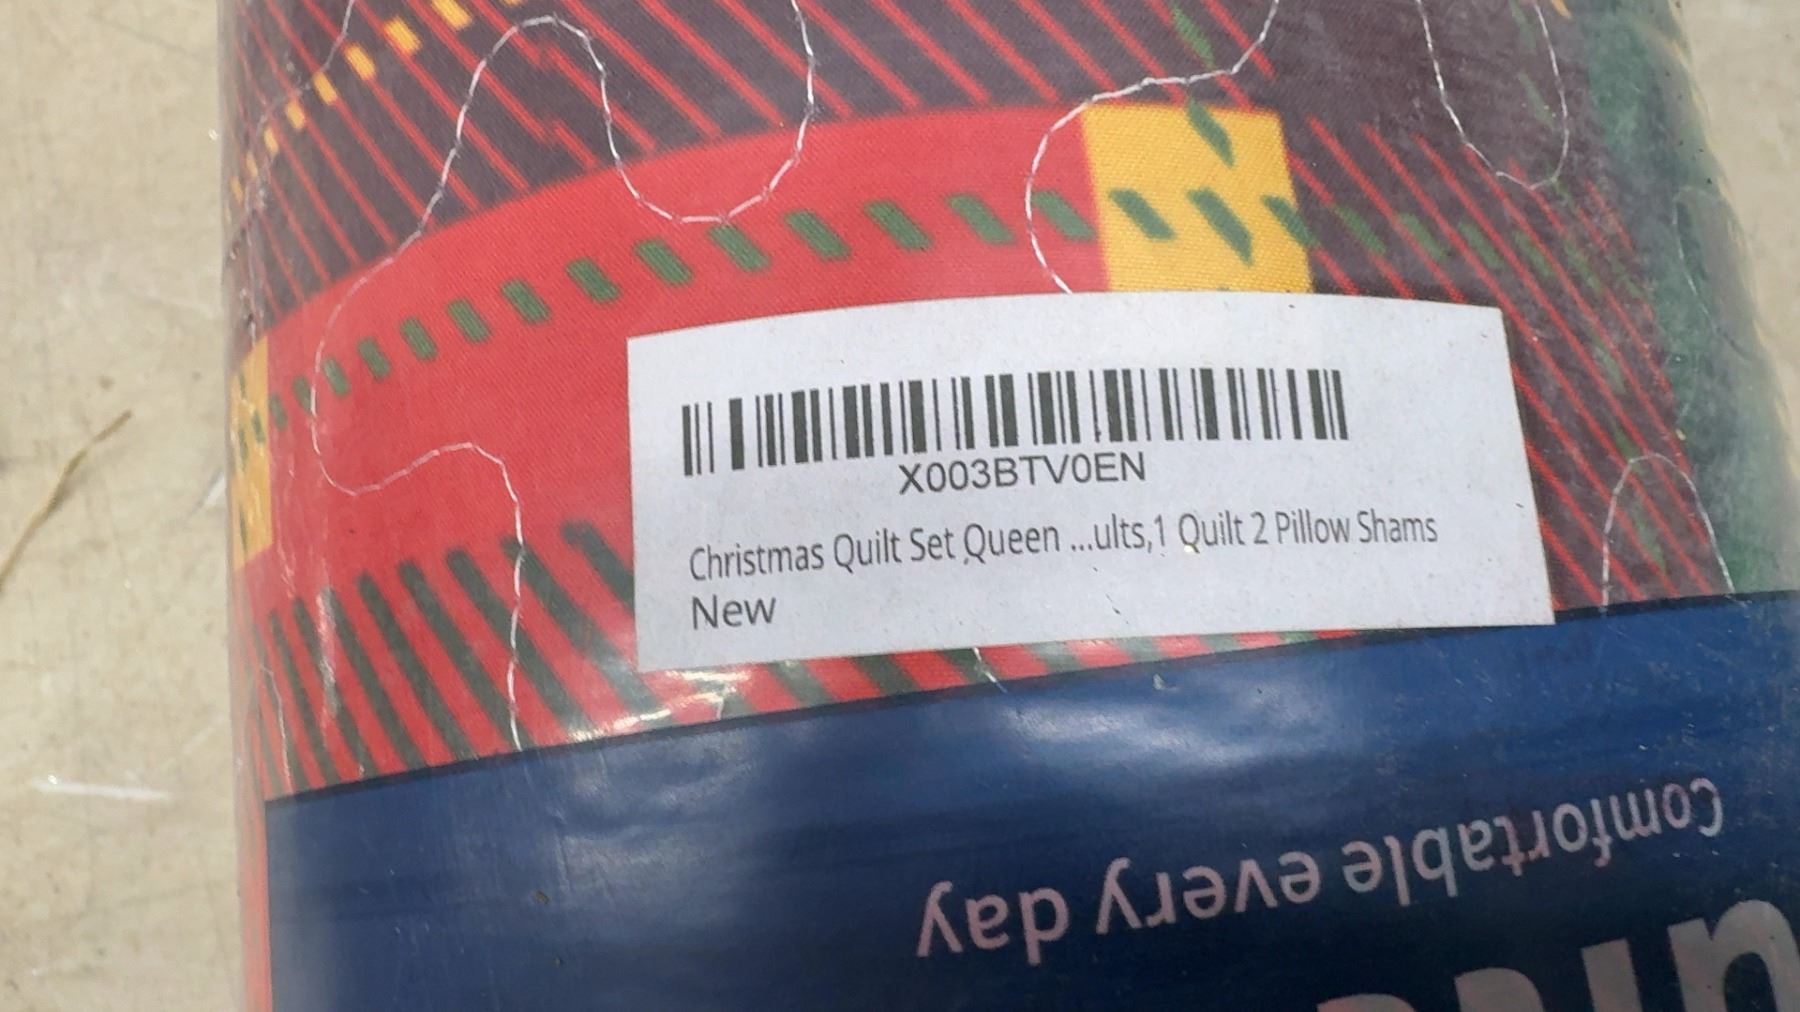 X003BTV0EN
Christmas Quilt Set Queen ...ults,1 Quilt 2 Pillow Shams
New
Comfortable every day